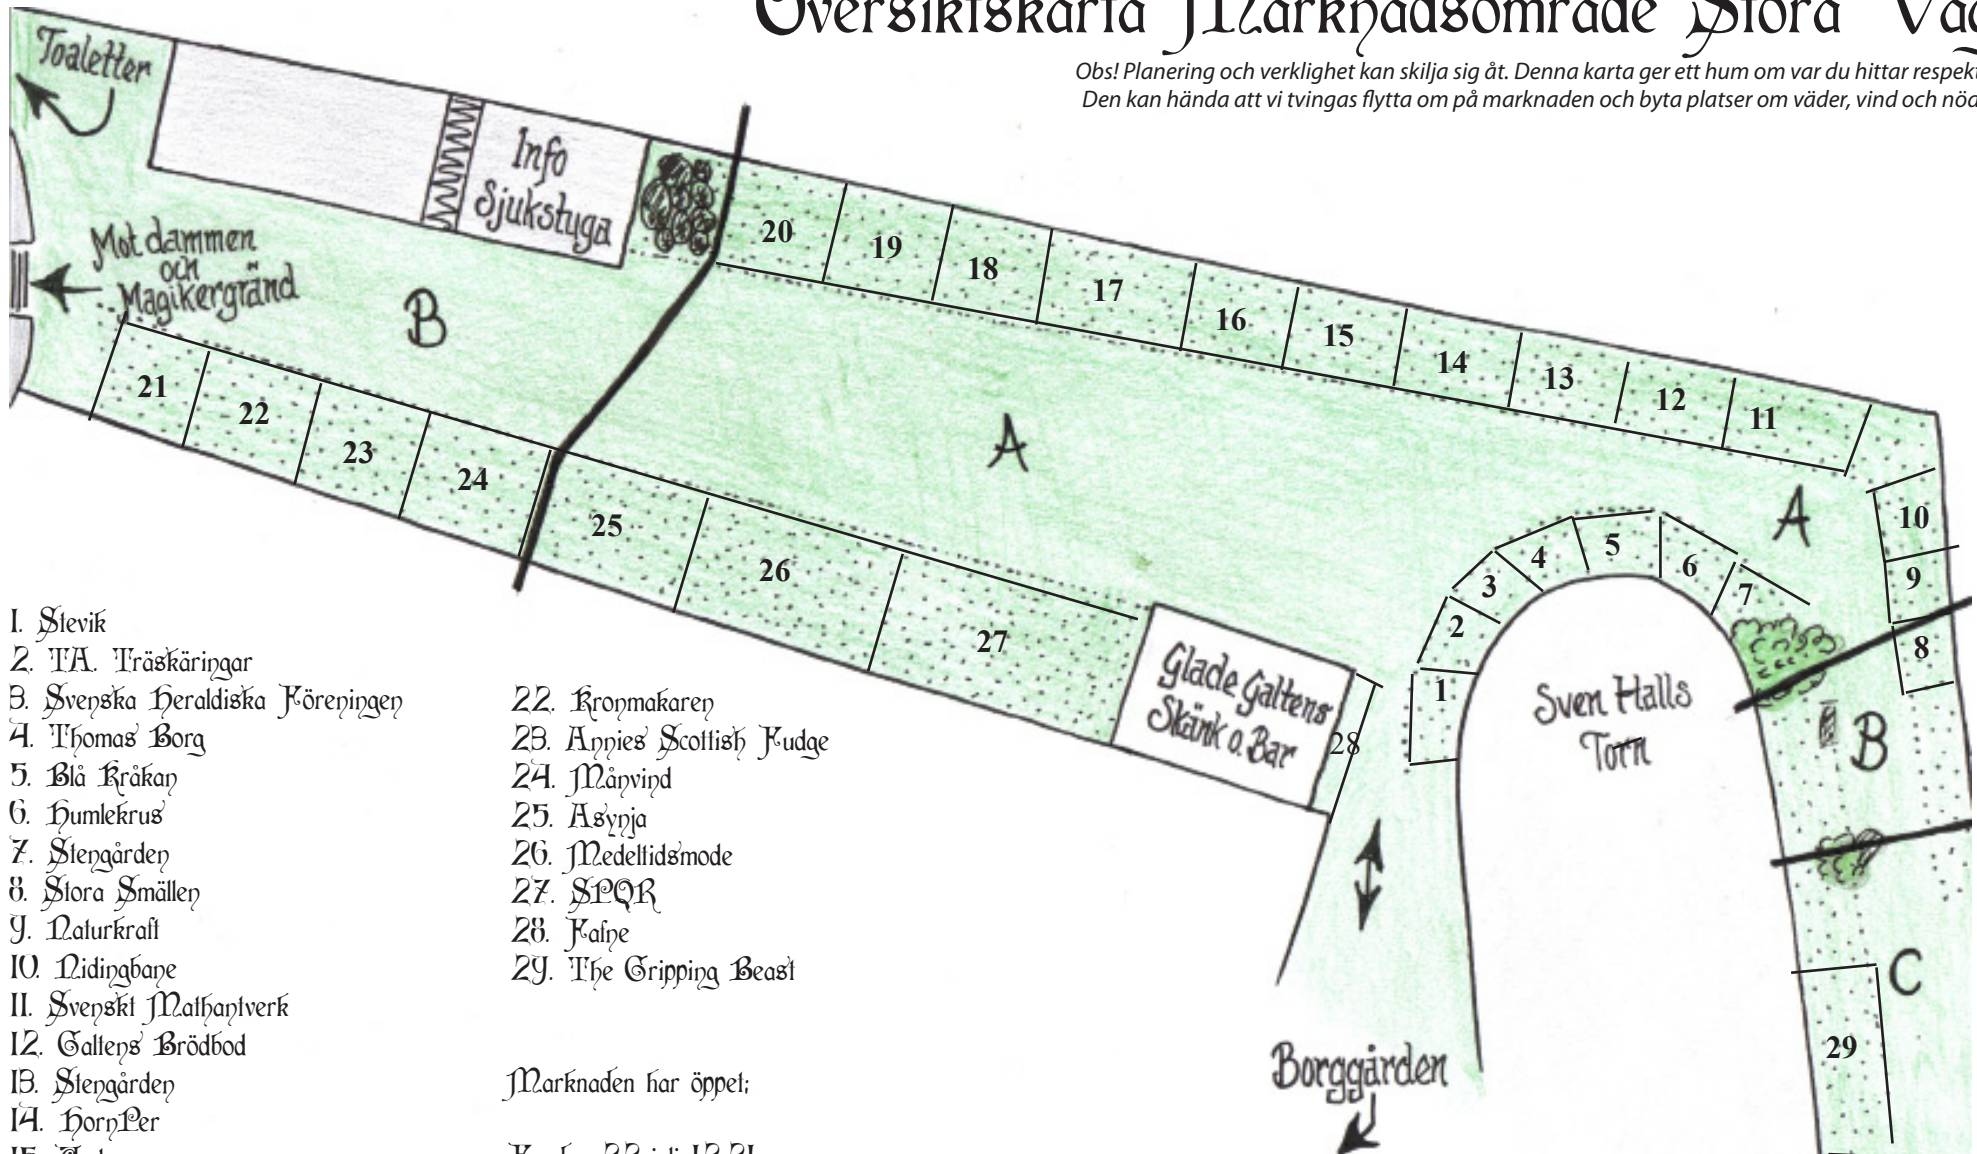 Översiktskarta Marknadsområde Stora
Obs! Planering och verklighet kan skilja sig åt. Denna karta ger ett hum om var du hittar
Den kan hända att vi tvingas flytta om på marknaden och byta platser om väder, vind och
Toaletter
Info
Sjukstuga
Mot dammen
och
Magikergränd
B
20
19
18
17
16
15
14
13
12
11
A
A
10
9
8
21
22
23
24
25
26
27
1
2
3
4
5
6
7
Glade Galtens
Skänk o. Bar
28
Sven Halls
Torn
B
C
29
Borggården
1. Stevik
2. TA. Träskäringar
3. Svenska Heraldiska Föreningen
4. Thomas Borg
5. Blå Kråkan
6. Humlekrus
7. Stengården
8. Stora Smällen
9. Naturkraft
10. Nidingbane
11. Svenskt Mathantverk
12. Galtens Brödbod
13. Stengården
14. HornPer
22. Kronmakaren
23. Annies Scottish Fudge
24. Månvind
25. Asynja
26. Medeltidsmode
27. SPQR
28. Fafne
29. The Gripping Beast
Marknaden har öppet;